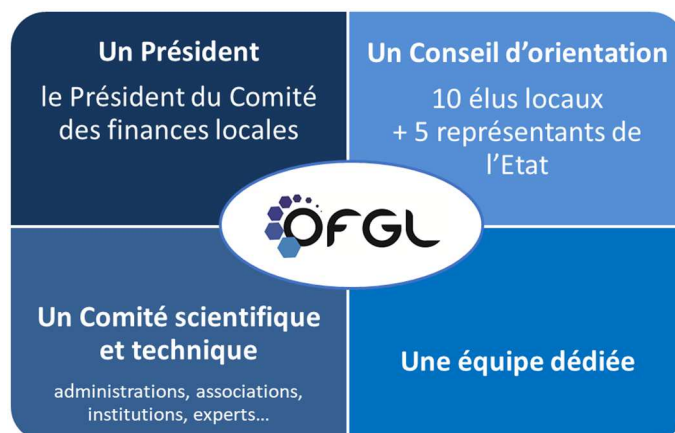 Un Président
le Président du Comité
des finances locales
Un Conseil d’orientation
10 élus locaux
+ 5 représentants de
l’Etat
OFGL
Un Comité scientifique
et technique
administrations, associations,
institutions, experts...
Une équipe dédiée